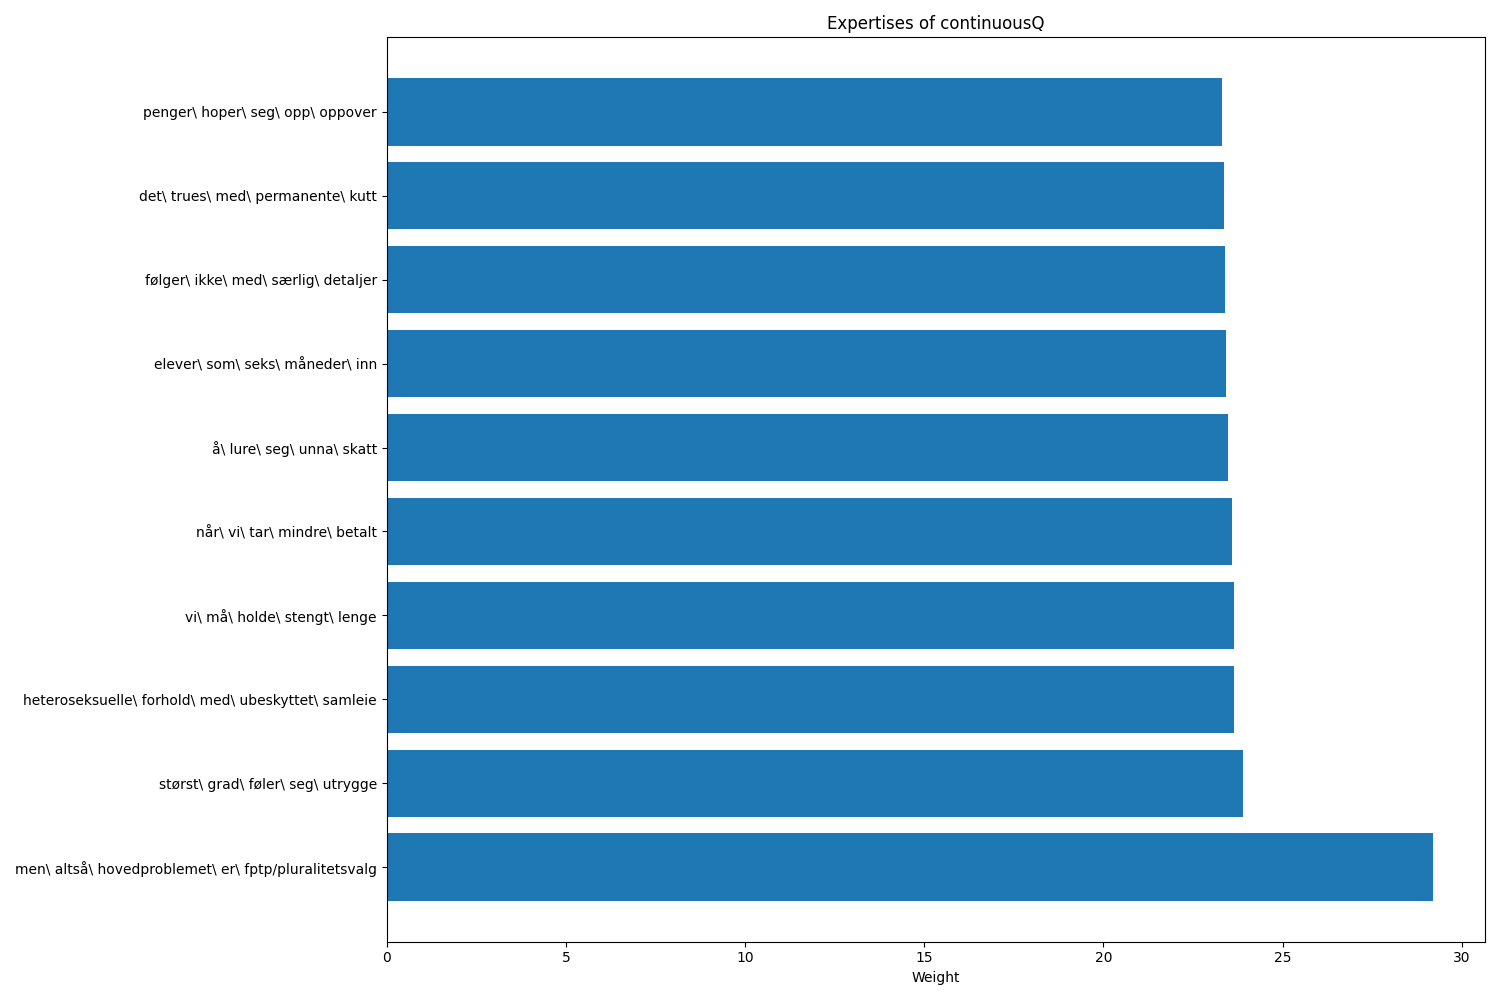 Expertises of continuousQ
penger\ hoper\ seg\ opp\ oppover
det\ trues\ med\ permanente\ kutt
følger\ ikke\ med\ særlig\ detaljer
elever\ som\ seks\ måneder\ inn
å\ lure\ seg\ unna\ skatt
når\ vi\ tar\ mindre\ betalt
vi\ må\ holde\ stengt\ lenge
heteroseksuelle\ forhold\ med\ ubeskyttet\ samleie
størst\ grad\ føler\ seg\ utrygge
men\ altså\ hovedproblemet\ er\ fptp/pluralitetsvalg
0 5 10 15 20 25 30
Weight